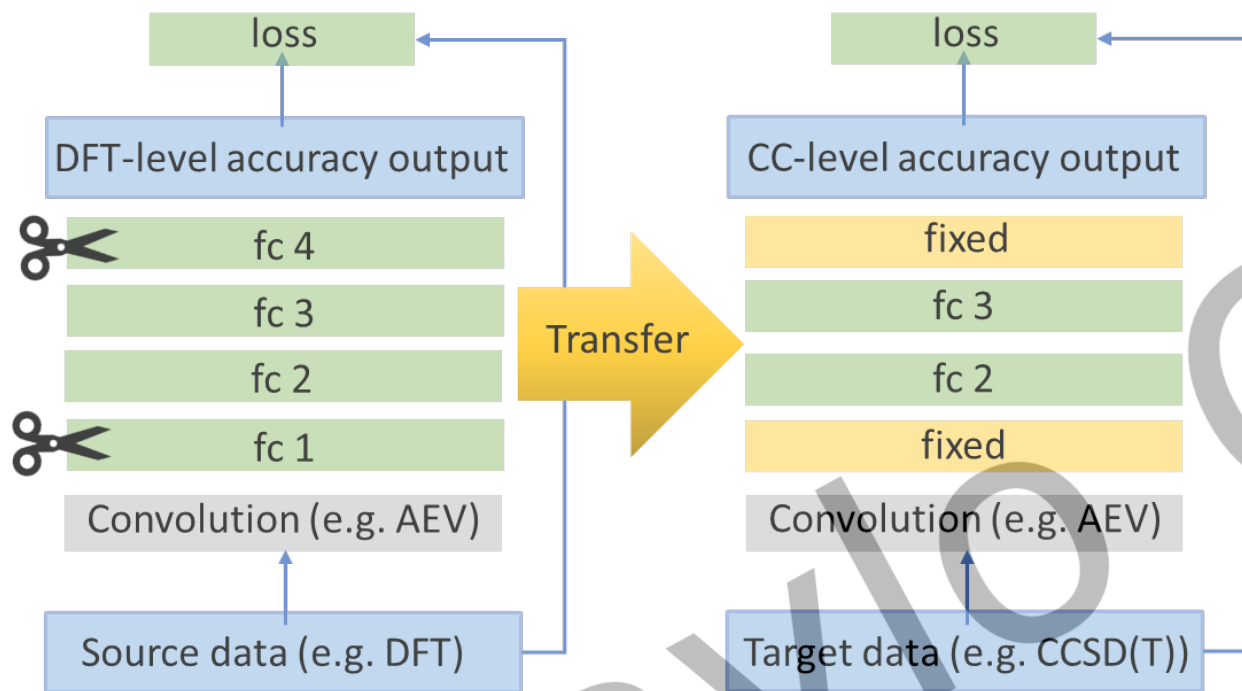 loss
DFT-level accuracy output
fc 4
fc 3
fc 2
fc 1
Convolution (e.g. AEV)
Source data (e.g. DFT)
Transfer
loss
CC-level accuracy output
fixed
fc 3
fc 2
fixed
Convolution (e.g. AEV)
Target data (e.g. CCSD(T))